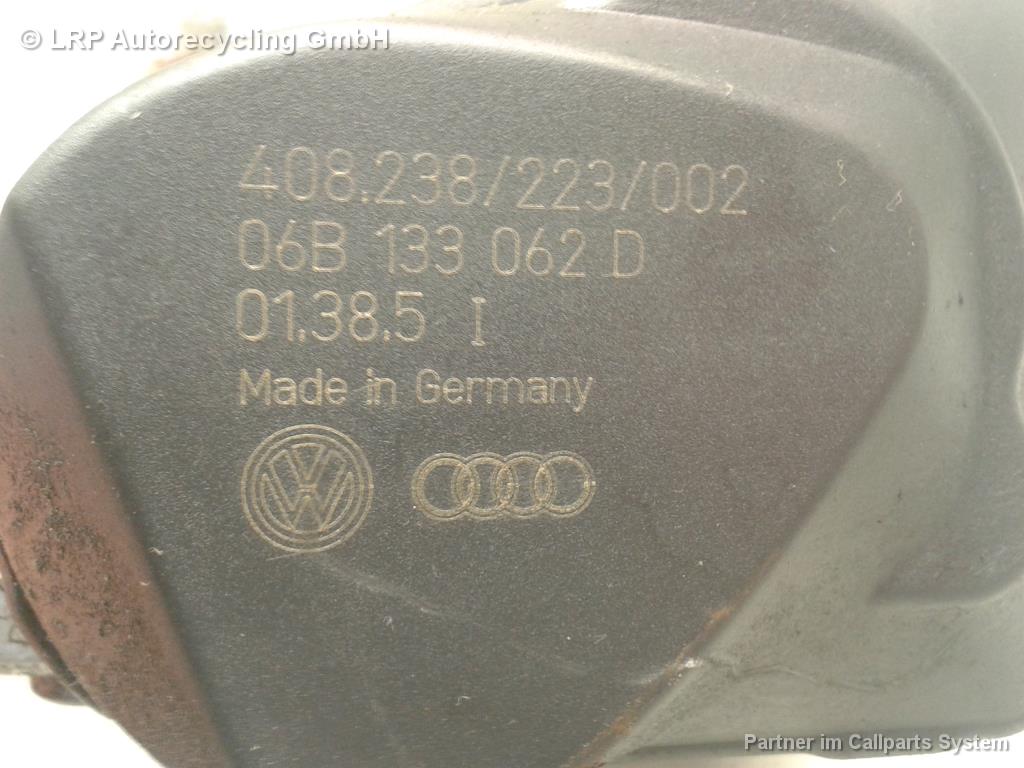 © LRP Autorecycling GmbH
408.238/223/002
06B 133 062 D
01.38.5 I
Made in Germany
Partner im Callparts System